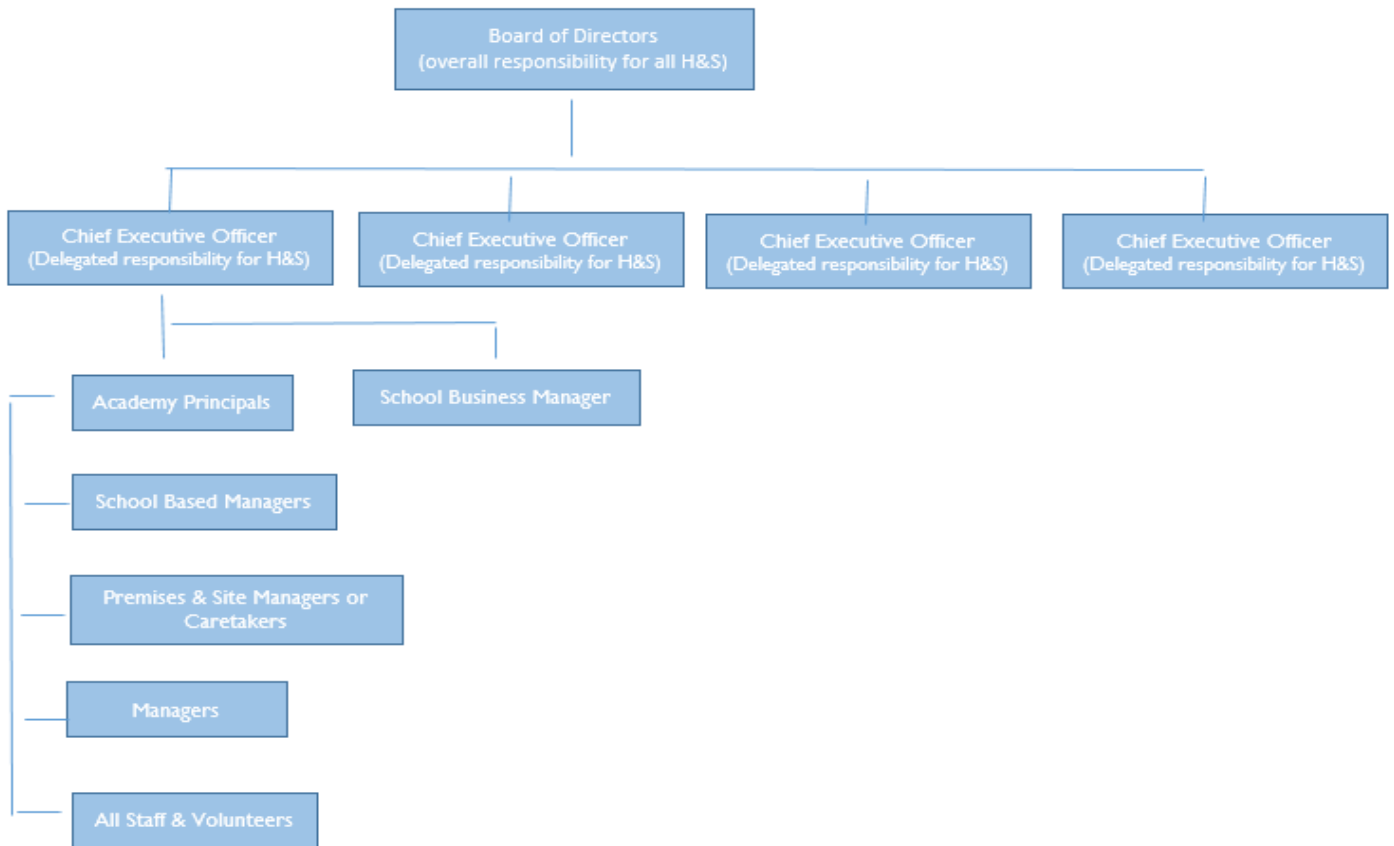 Board of Directors
(overall responsibility for all H&S)
Chief Executive Officer
(Delegated responsibility for H&S)
Chief Executive Officer
(Delegated responsibility for H&S)
Chief Executive Officer
(Delegated responsibility for H&S)
Chief Executive Officer
(Delegated responsibility for H&S)
Academy Principals
School Business Manager
School Based Managers
Premises & Site Managers or
Caretakers
Managers
All Staff & Volunteers